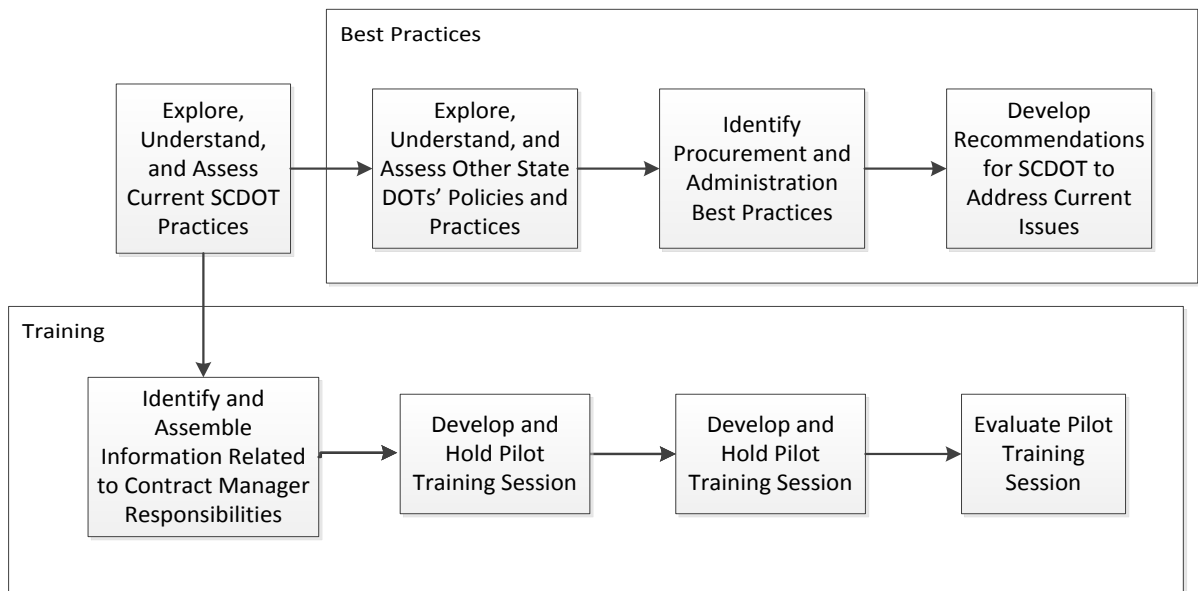 Best Practices
Explore,
Understand,
and Assess
Current SCDOT
Practices
Explore,
Understand, and
Assess Other State
DOTs’ Policies and
Practices
Identify
Procurement and
Administration
Best Practices
Develop
Recommendations
for SCDOT to
Address Current
Issues
Training
Identify and
Assemble
Information Related
to Contract Manager
Responsibilities
Develop and
Hold Pilot
Training Session
Develop and
Hold Pilot
Training Session
Evaluate Pilot
Training
Session